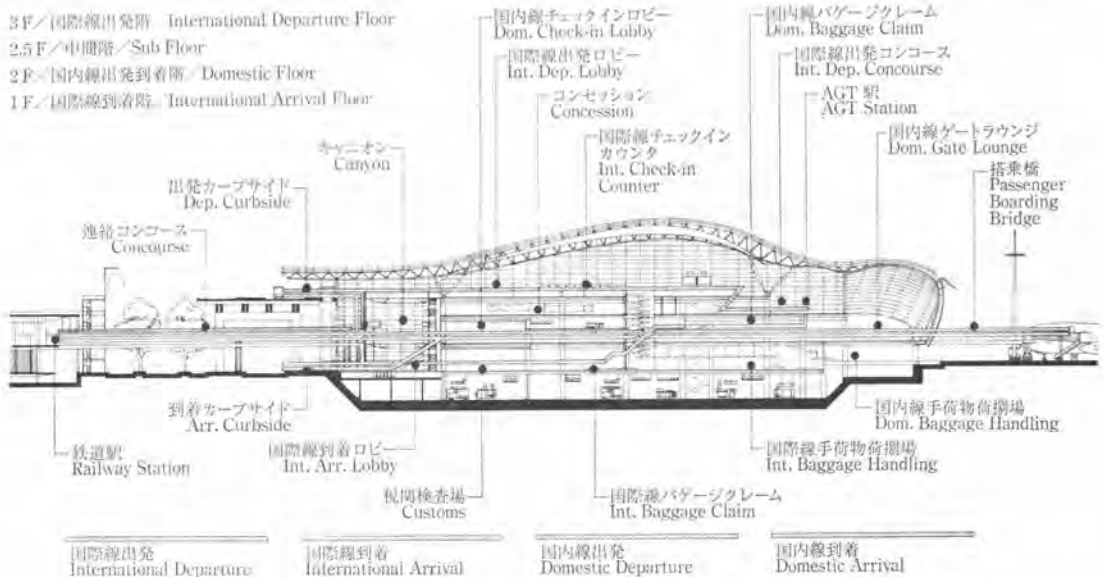 3F／国際線出発階 International Departure Floor
2.5F／中間階／Sub Floor
2F／国内線出発到着階／Domestic Floor
1F／国際線到着階 International Arrival Floor
国内線チェックインロビー
Dom. Check-in Lobby
国際線出発ロビー
Int. Dep. Lobby
コンセッション
Concession
国際線チェックイン
カウンタ
Int. Check-in
Counter
国内線バゲージクレーム
Dom. Baggage Claim
国際線出発コンコース
Int. Dep. Concourse
AGT 駅
AGT Station
国内線ゲートラウンジ
Dom. Gate Lounge
搭乗橋
Passenger
Boarding
Bridge
キャニオン
Canyon
出発カーブサイド
Dep. Curbside
連絡コンコース
Concourse
到着カーブサイド
Arr. Curbside
鉄道駅
Railway Station
国際線到着ロビー
Int. Arr. Lobby
税関検査場
Customs
国際線バゲージクレーム
Int. Baggage Claim
国際線手荷物荷捌場
Int. Baggage Handling
国内線手荷物荷捌場
Dom. Baggage Handling
国際線出発
International Departure
国際線到着
International Arrival
国内線出発
Domestic Departure
国内線到着
Domestic Arrival